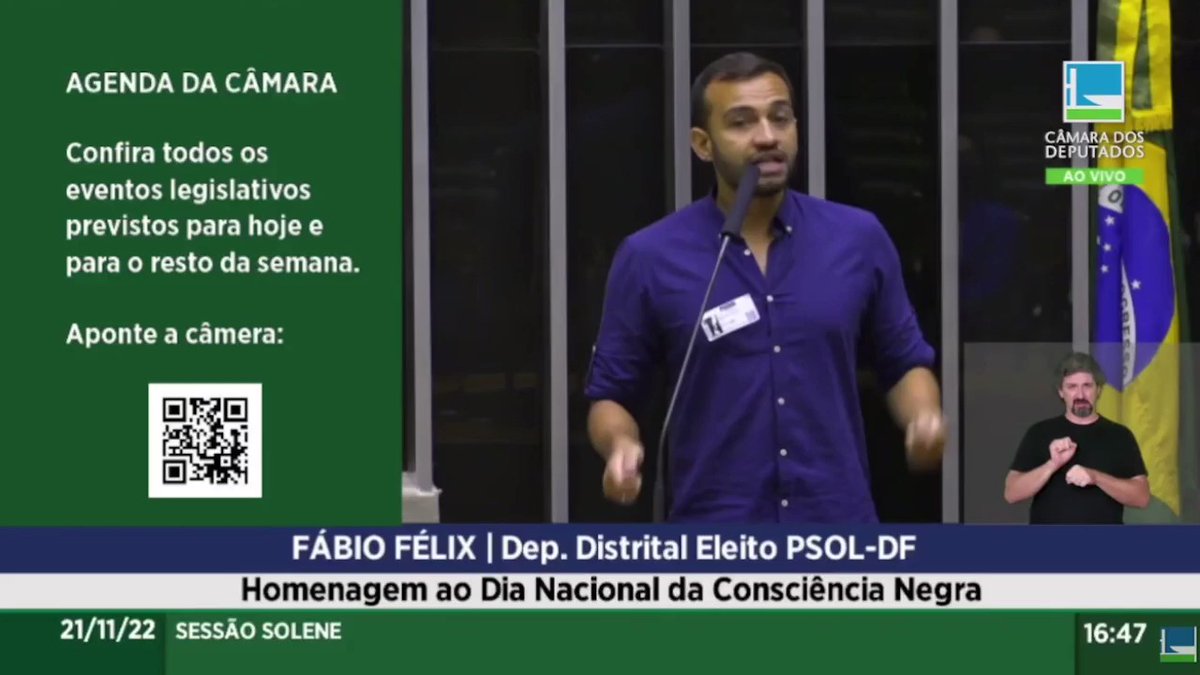 AGENDA DA CÂMARA
Confira todos os
eventos legislativos
previstos para hoje e
para o resto da semana.
Aponte a câmera:
CÂMARA DOS
DEPUTADOS
AO VIVO
FÁBIO FÉLIX | Dep. Distrital Eleito PSOL-DF
Homenagem ao Dia Nacional da Consciência Negra
21/11/22 SESSÃO SOLENE 16:47